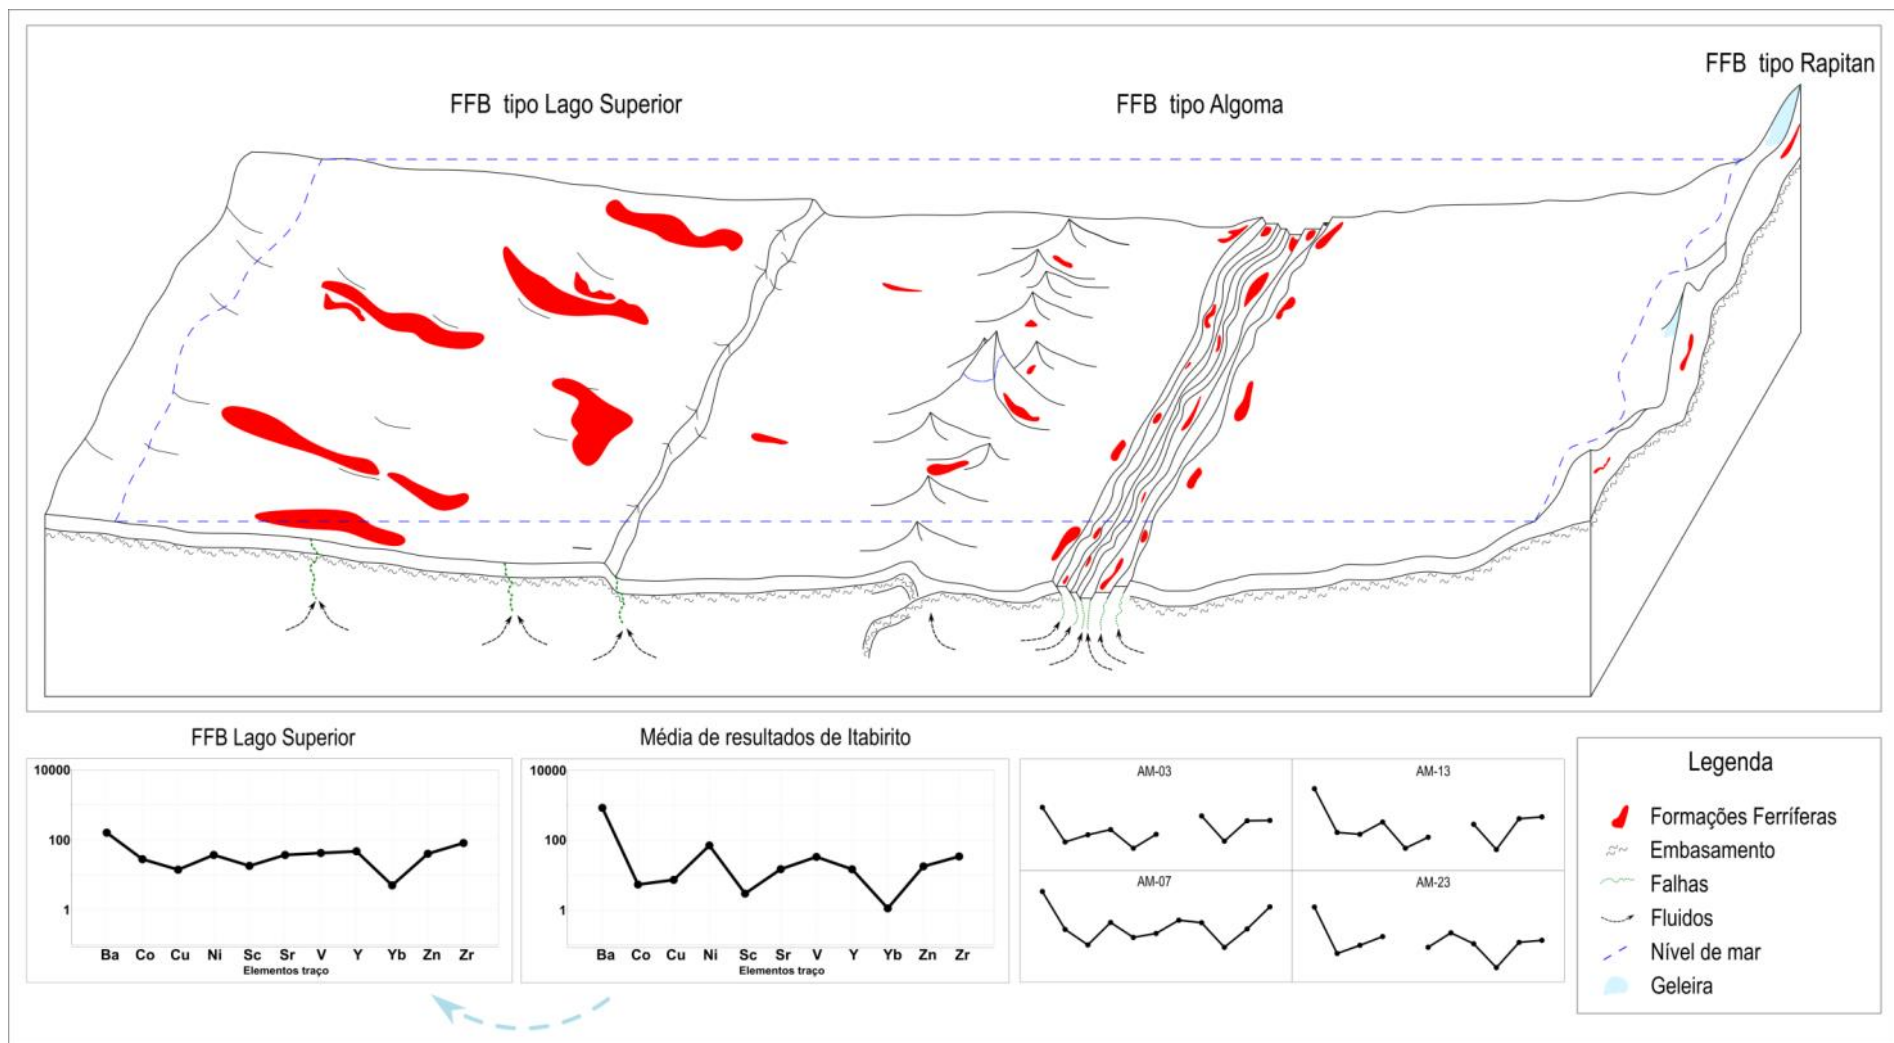 FFB tipo Rapitan
FFB tipo Lago Superior
FFB tipo Algoma
FFB Lago Superior
10000
100
1
Ba Co Cu Ni Sc Sr V Y Yb Zn Zr
Elementos traço
Média de resultados de Itabirito
10000
100
1
Ba Co Cu Ni Sc Sr V Y Yb Zn Zr
Elementos traço
AM-03
AM-13
AM-07
AM-23
Legenda
Formações Ferríferas
Embasamento
Falhas
Fluidos
Nível de mar
Geleira